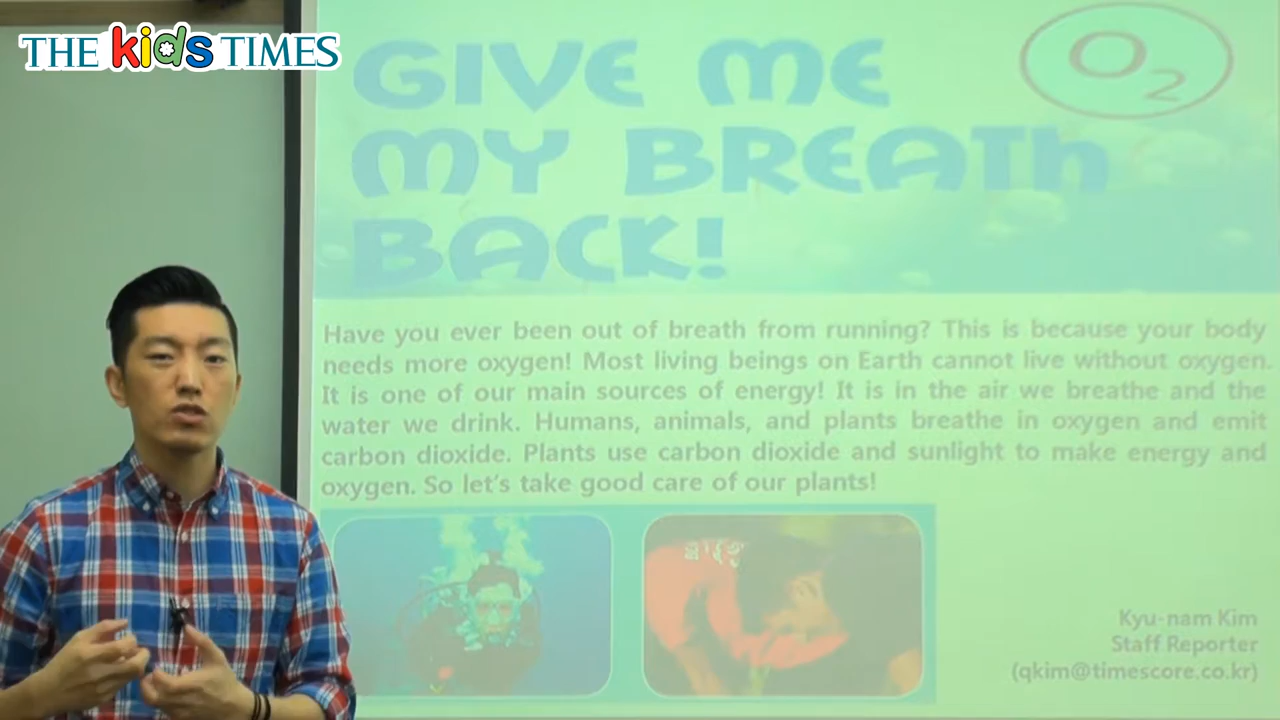 THE kids TIMES
O2
GIVE ME
MY BREATH
BACK!
Have you ever been out of breath from running? This is because your body
needs more oxygen! Most living beings on Earth cannot live without oxygen.
It is one of our main sources of energy! It is in the air we breathe and the
water we drink. Humans, animals, and plants breathe in oxygen and emit
carbon dioxide. Plants use carbon dioxide and sunlight to make energy and
oxygen. So let's take good care of our plants!
Kyu-nam Kim
Staff Reporter
(qkim@timescore.co.kr)